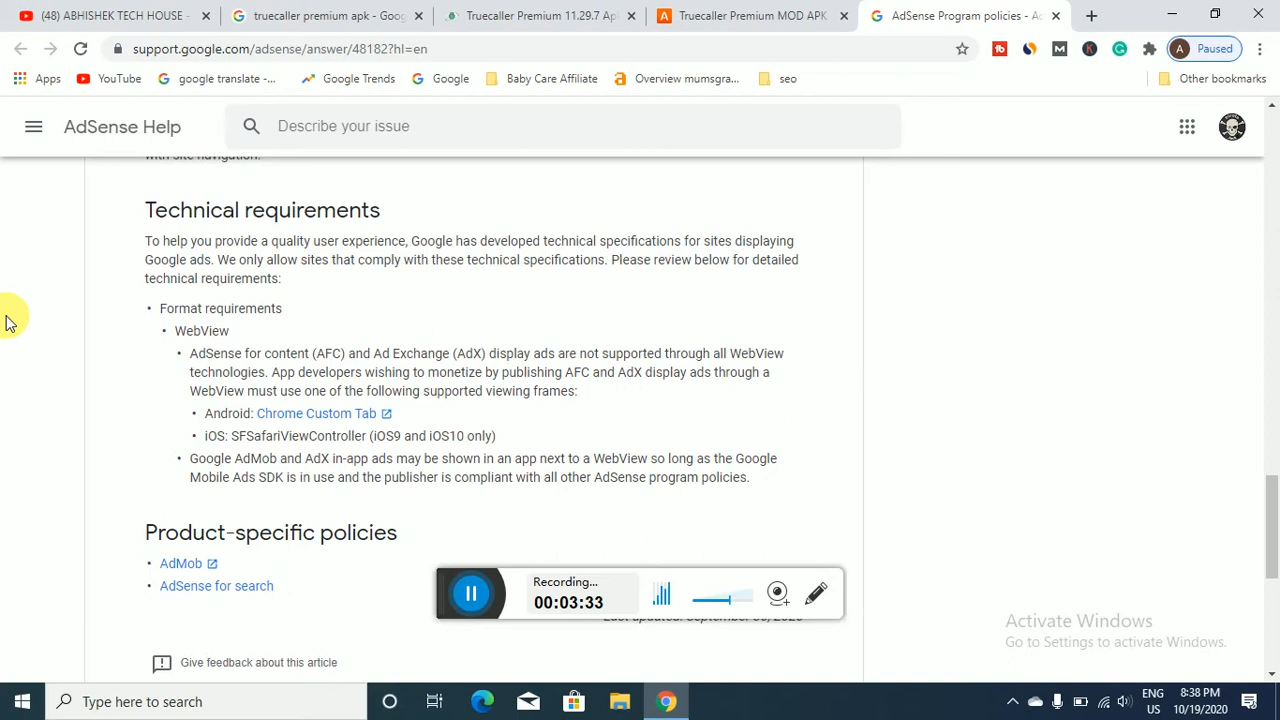 (48) ABHISHEK TECH HOUSE -
truecaller premium apk - Goog
Truecaller Premium 11.29.7 Apk
Truecaller Premium MOD APK
AdSense Program policies - Ad
support.google.com/adsense/answer/48182?hl=en
A Paused
Apps
YouTube
google translate -...
Google Trends
Google
Baby Care Affiliate
Overview mumsgra...
seo
Other bookmarks
AdSense Help
Describe your issue
with site navigation.
Technical requirements
To help you provide a quality user experience, Google has developed technical specifications for sites displaying
Google ads. We only allow sites that comply with these technical specifications. Please review below for detailed
technical requirements:
• Format requirements
• WebView
• AdSense for content (AFC) and Ad Exchange (AdX) display ads are not supported through all WebView
technologies. App developers wishing to monetize by publishing AFC and AdX display ads through a
WebView must use one of the following supported viewing frames:
• Android: Chrome Custom Tab
• iOS: SFSafariViewController (iOS9 and iOS10 only)
• Google AdMob and AdX in-app ads may be shown in an app next to a WebView so long as the Google
Mobile Ads SDK is in use and the publisher is compliant with all other AdSense program policies.
Product-specific policies
• AdMob
• AdSense for search
Recording...
00:03:33
Last updated: September 30, 2020
Give feedback about this article
Activate Windows
Go to Settings to activate Windows.
Type here to search
ENG
US
8:38 PM
10/19/2020